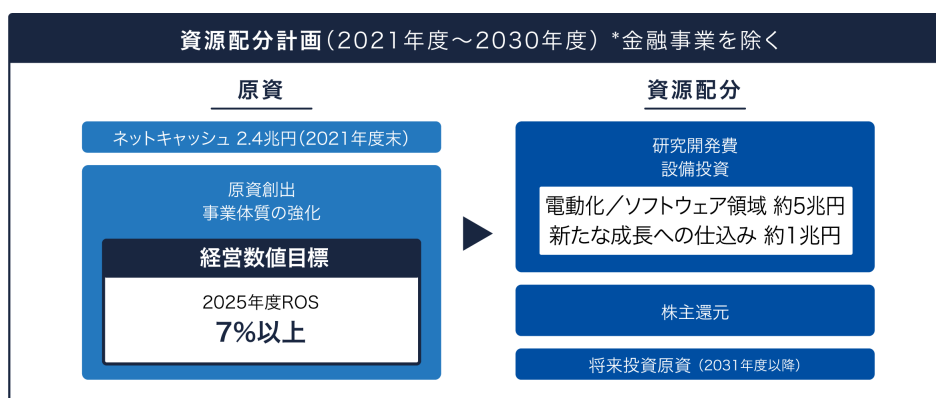 資源配分計画（2021年度～2030年度）*金融事業を除く
原資
ネットキャッシュ 2.4兆円（2021年度末）
原資創出
事業体質の強化
経営数値目標
2025年度ROS
7%以上
資源配分
研究開発費
設備投資
電動化／ソフトウェア領域 約5兆円
新たな成長への仕込み 約1兆円
株主還元
将来投資原資（2031年度以降）